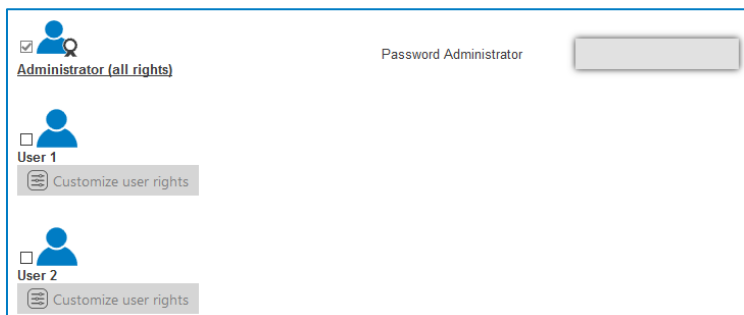 Administrator (all rights)
Password Administrator
User 1
Customize user rights
User 2
Customize user rights